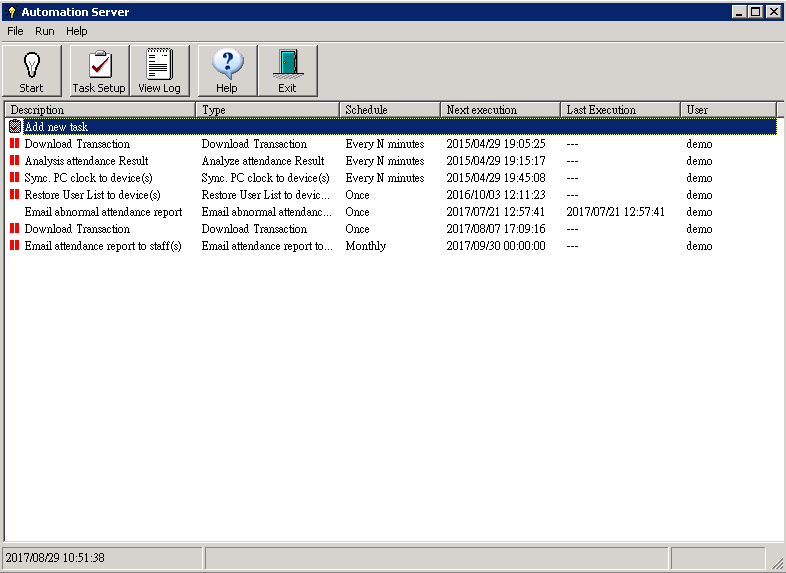 Automation Server
File Run Help
Start Task Setup View Log Help Exit
Description Type Schedule Next execution Last Execution User
Add new task
Download Transaction Download Transaction Every N minutes 2015/04/29 19:05:25 --- demo
Analysis attendance Result Analyze attendance Result Every N minutes 2015/04/29 19:15:17 --- demo
Sync. PC clock to device(s) Sync. PC clock to device(s) Every N minutes 2015/04/29 19:45:08 --- demo
Restore User List to device(s) Restore User List to devic... Once 2016/10/03 12:11:23 --- demo
Email abnormal attendance report Email abnormal attendanc... Once 2017/07/21 12:57:41 2017/07/21 12:57:41 demo
Download Transaction Download Transaction Once 2017/08/07 17:09:16 --- demo
Email attendance report to staff(s) Email attendance report to... Monthly 2017/09/30 00:00:00 --- demo
2017/08/29 10:51:38